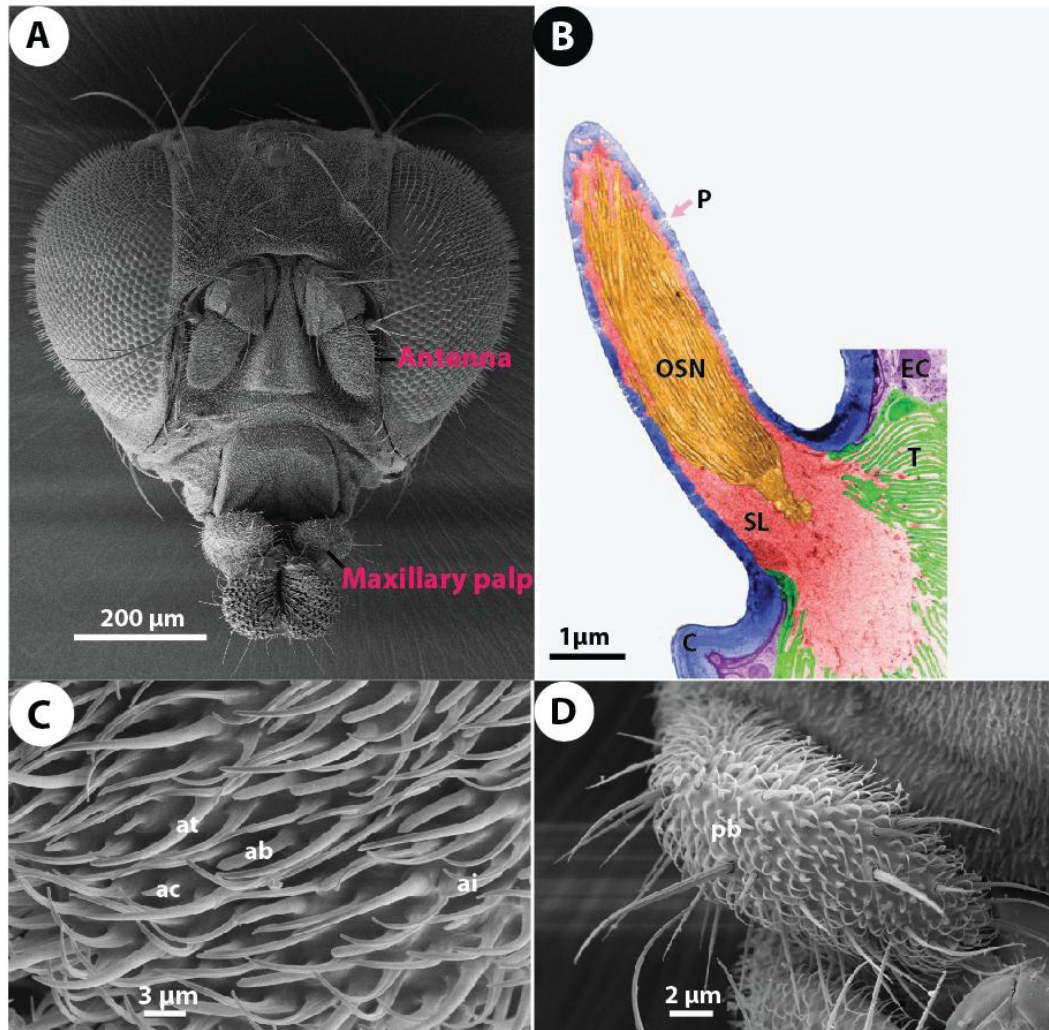 A
Antenna
Maxillary palp
200 µm
B
P
OSN
EC
T
SL
C
1µm
C
at
ab
ac
ai
3 µm
D
pb
2 µm